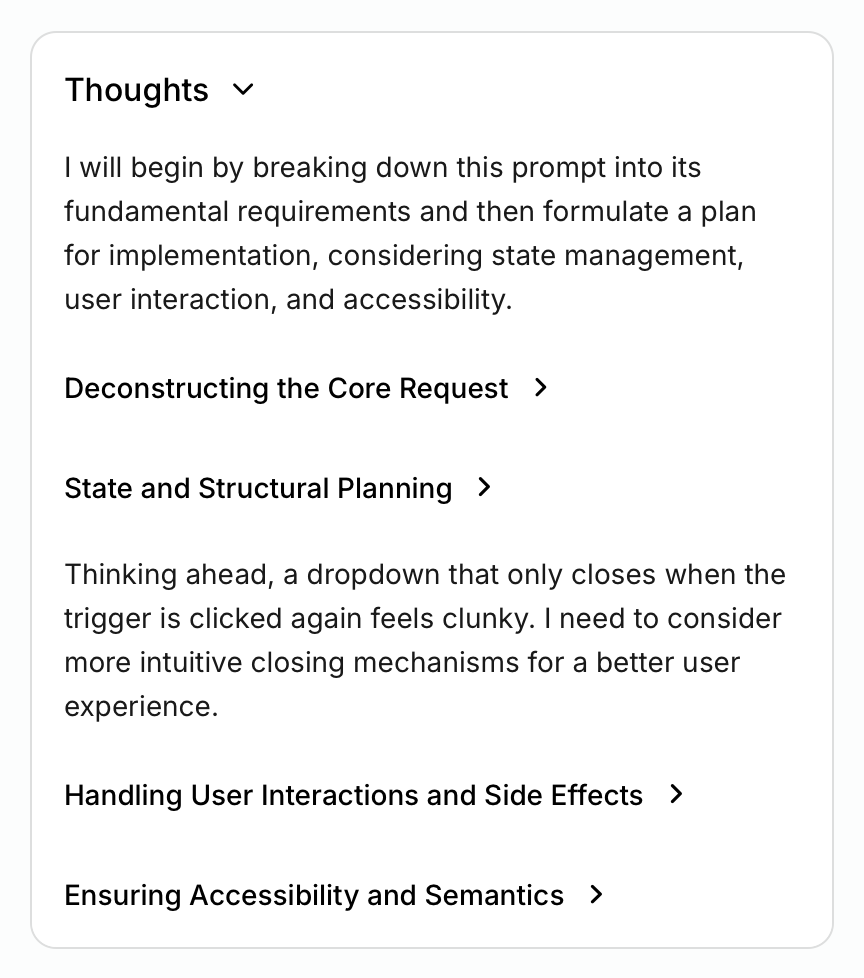 Thoughts
I will begin by breaking down this prompt into its
fundamental requirements and then formulate a plan
for implementation, considering state management,
user interaction, and accessibility.
Deconstructing the Core Request
State and Structural Planning
Thinking ahead, a dropdown that only closes when the
trigger is clicked again feels clunky. I need to consider
more intuitive closing mechanisms for a better user
experience.
Handling User Interactions and Side Effects
Ensuring Accessibility and Semantics